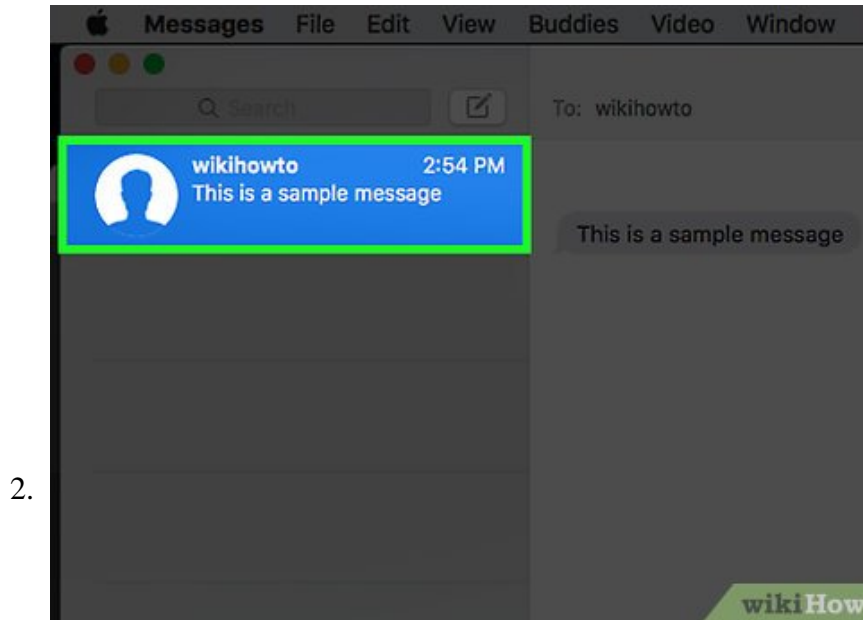 Messages File Edit View Buddies Video Window
Search
To: wikihowto
wikihowto 2:54 PM
This is a sample message
This is a sample message
2.
wikiHow